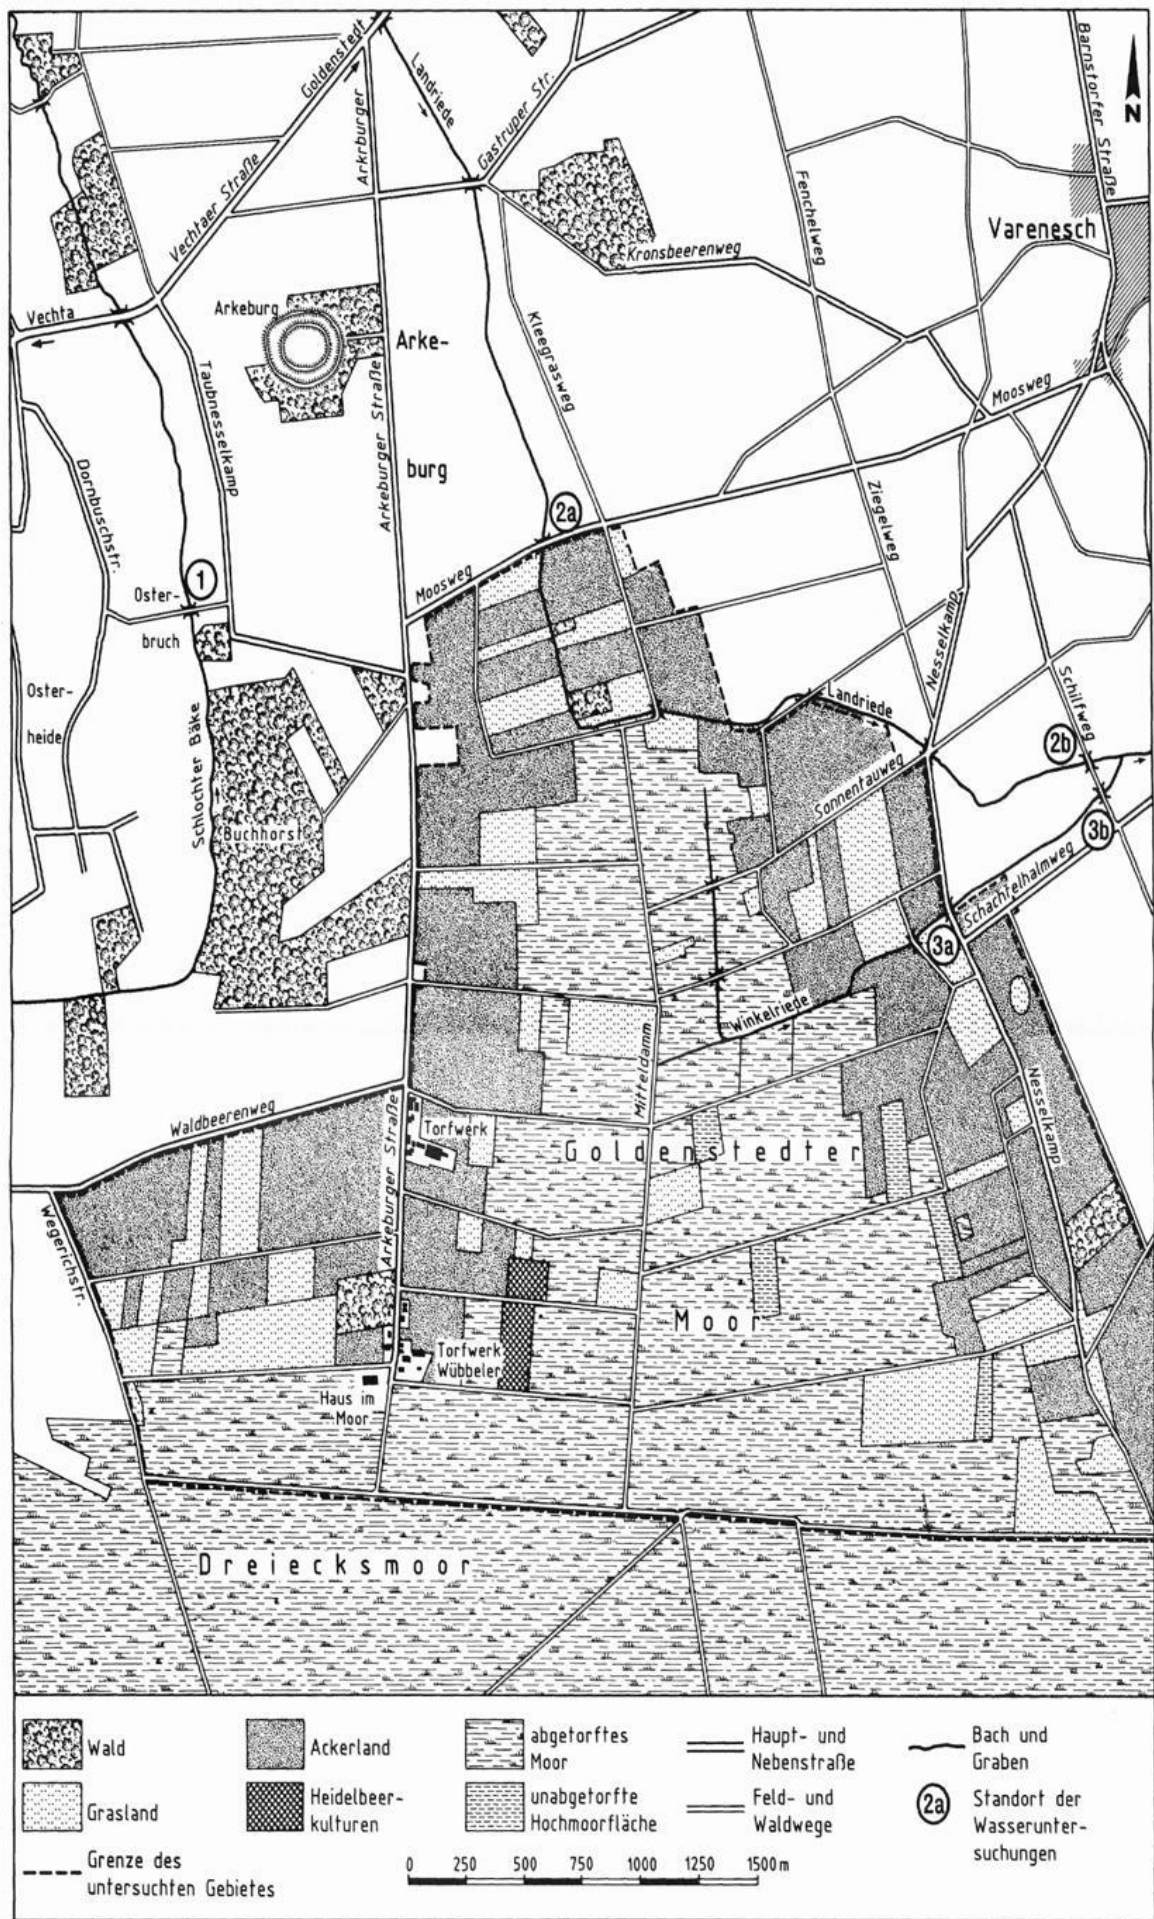 Goldenstedt
Landriede
Barnstorfer Straße
N
Arkrburger
Gastruper Str.
Vechtaer Straße
Fenchelweg
Varenesch
Kronsbeerenweg
Vechta
Arkeburg
Arke-
burg
Kleegrasweg
Taubnesselkamp
Arkeburger Straße
Moosweg
Dornbuschstr.
Ziegelweg
2a
1
Oster-
bruch
Moosweg
Nesselkamp
Oster-
heide
Landriede
Schilfweg
2b
Schlochter Bäke
Sonnentauweg
Buchhorst
3b
Schachtelhalmweg
3a
Winkelriede
Mitteldamm
Nesselkamp
Waldbeerenweg
Torfwerk
Arkeburger Straße
Goldenstedter
Moor
Wegerichstr.
Torfwerk
Wübbeler
Haus im
Moor
Dreiecksmoor
Wald
Ackerland
abgetorftes
Moor
Haupt- und
Nebenstraße
Bach und
Graben
Grasland
Heidelbeer-
kulturen
unabgetorfte
Hochmoorfläche
Feld- und
Waldwege
2a
Standort der
Wasserunter-
suchungen
Grenze des
untersuchten Gebietes
0 250 500 750 1000 1250 1500 m